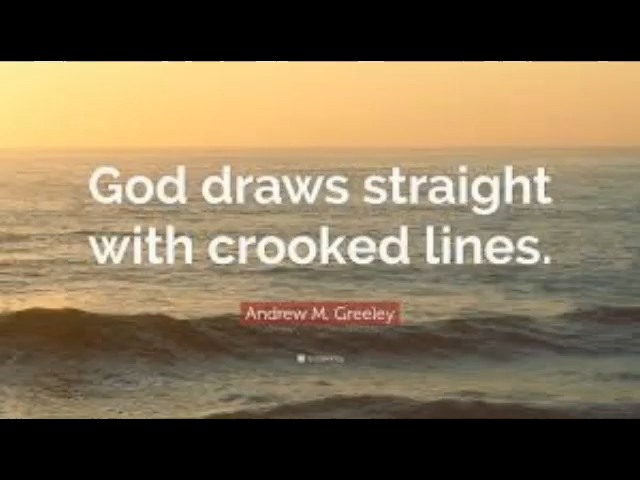 God draws straight
with crooked lines.
Andrew M. Greeley